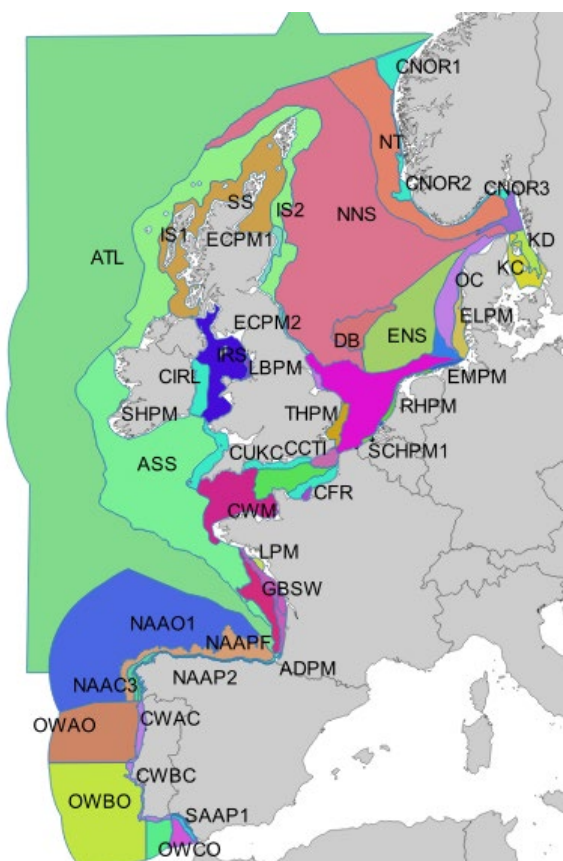 CNOR1
NT
CNOR2
CNOR3
SS
IS2
IS1
NNS
ECPM1
KD
KC
ATL
OC
ELPM
ECPM2
DB
ENS
IRS
LBPM
CIRL
EMPM
RHPM
SHPM
THPM
CUKC
CCTI
SCHPM1
ASS
CFR
CWM
LPM
GBSW
NAAO1
NAAPF
ADPM
NAAC3
NAAP2
OWAO
CWAC
CWBC
OWBO
SAAP1
OWCO